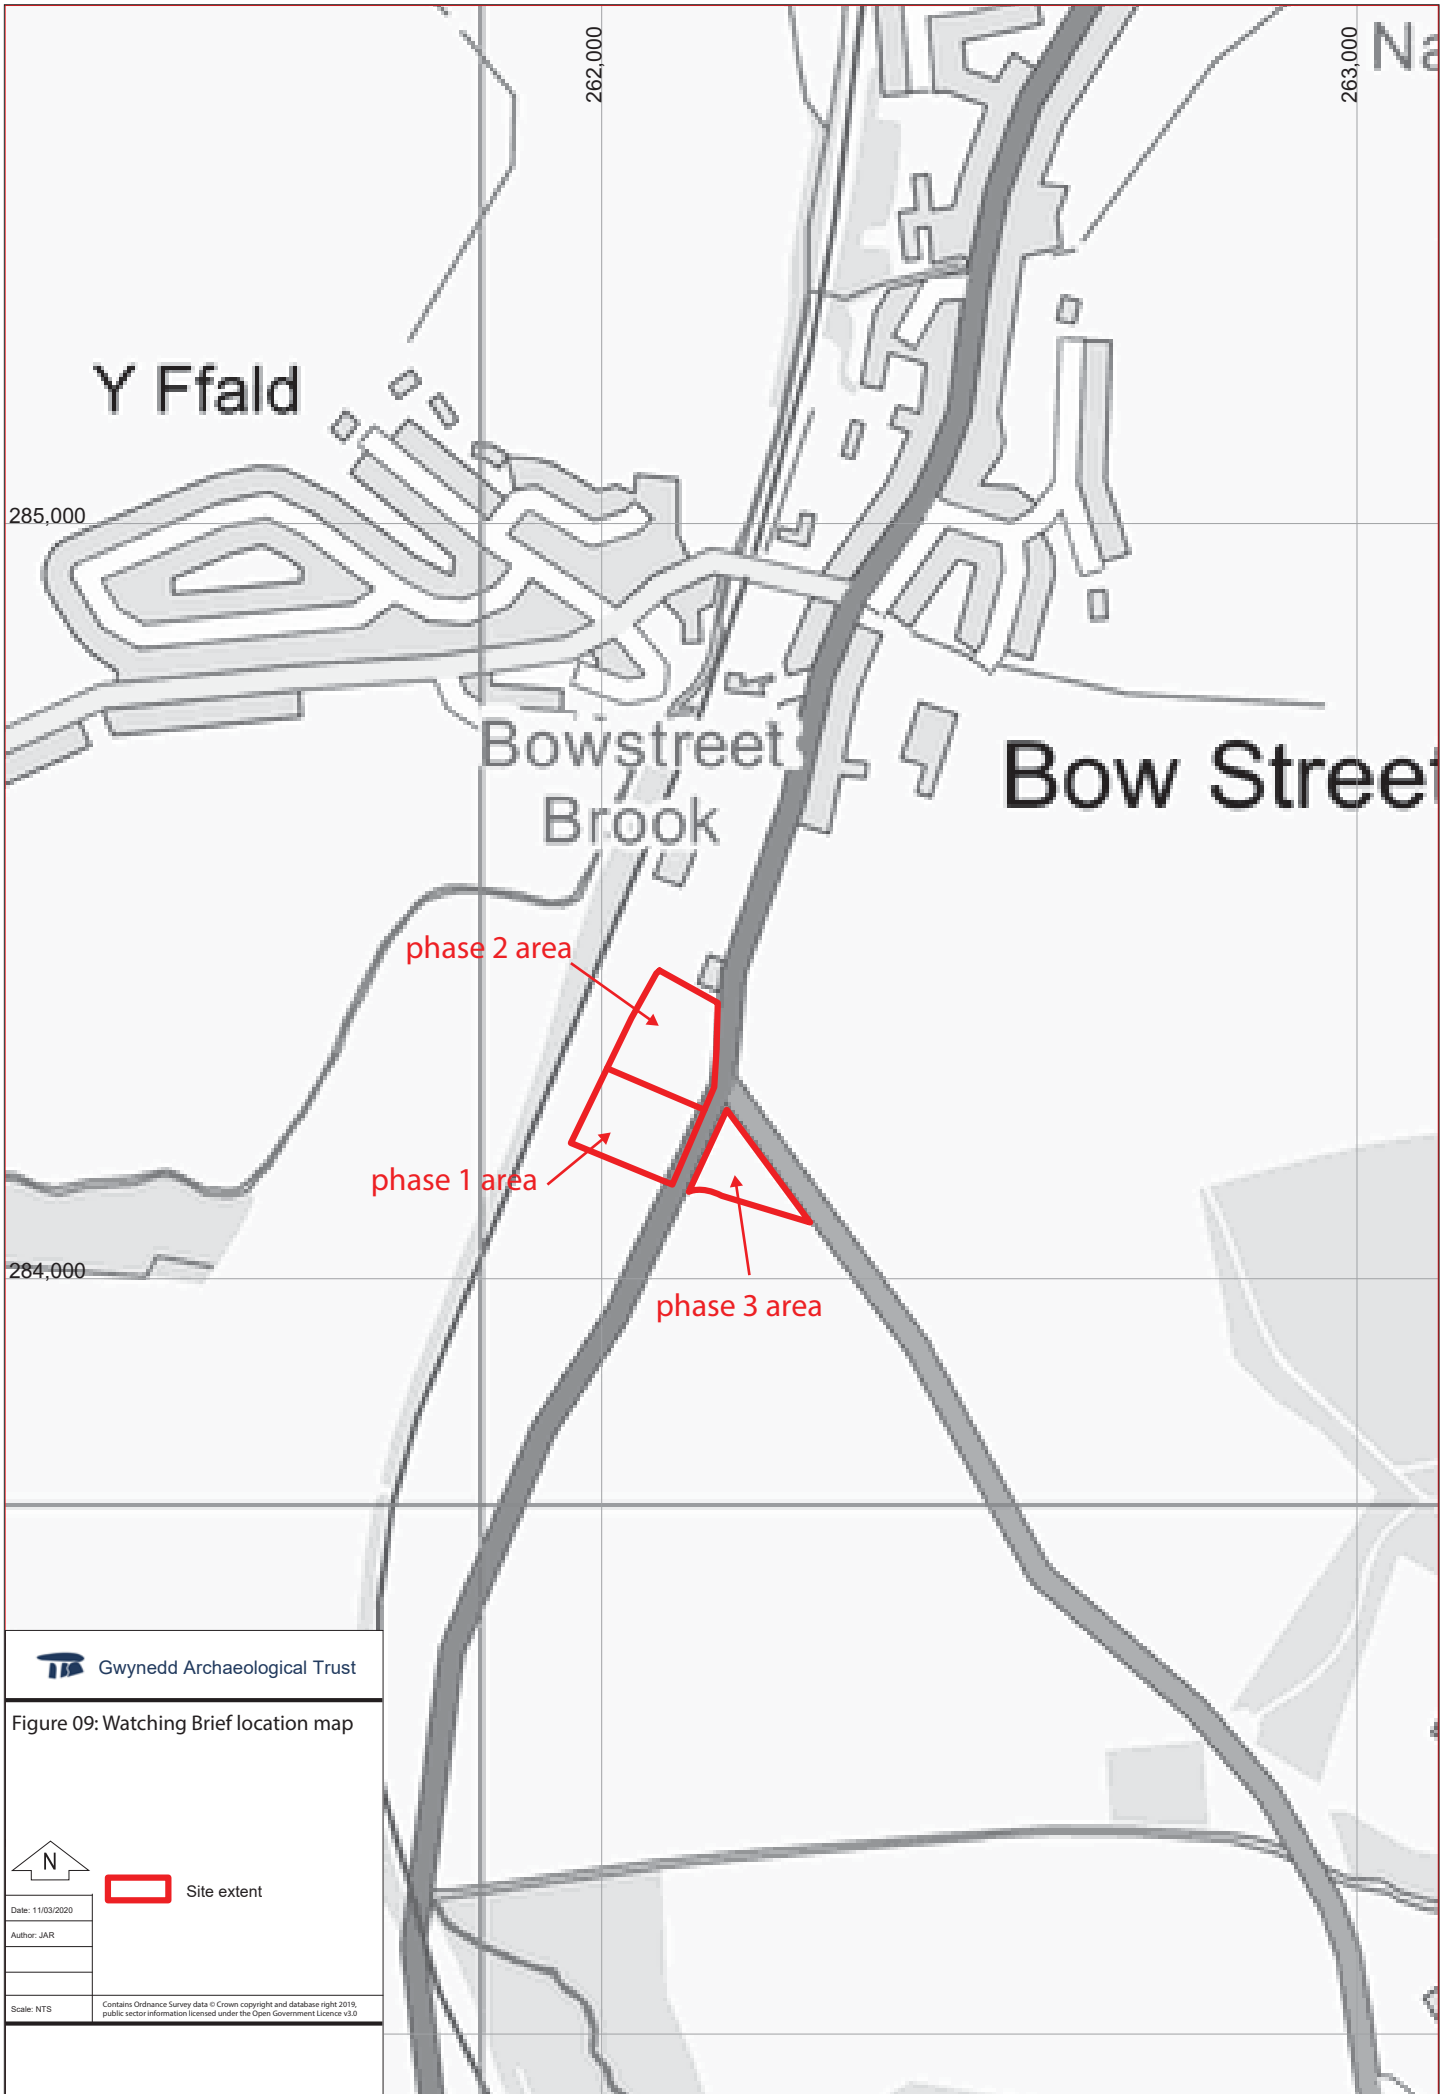 262,000
263,000
Y Ffald
285,000
Bowstreet
Brook
Bow Street
phase 2 area
phase 1 area
284,000
phase 3 area
Gwynedd Archaeological Trust
Figure 09: Watching Brief location map
N
Site extent
Date: 11/03/2020
Author: JAR
Scale: NTS
Contains Ordnance Survey data © Crown copyright and database right 2019,
public sector information licensed under the Open Government Licence v3.0